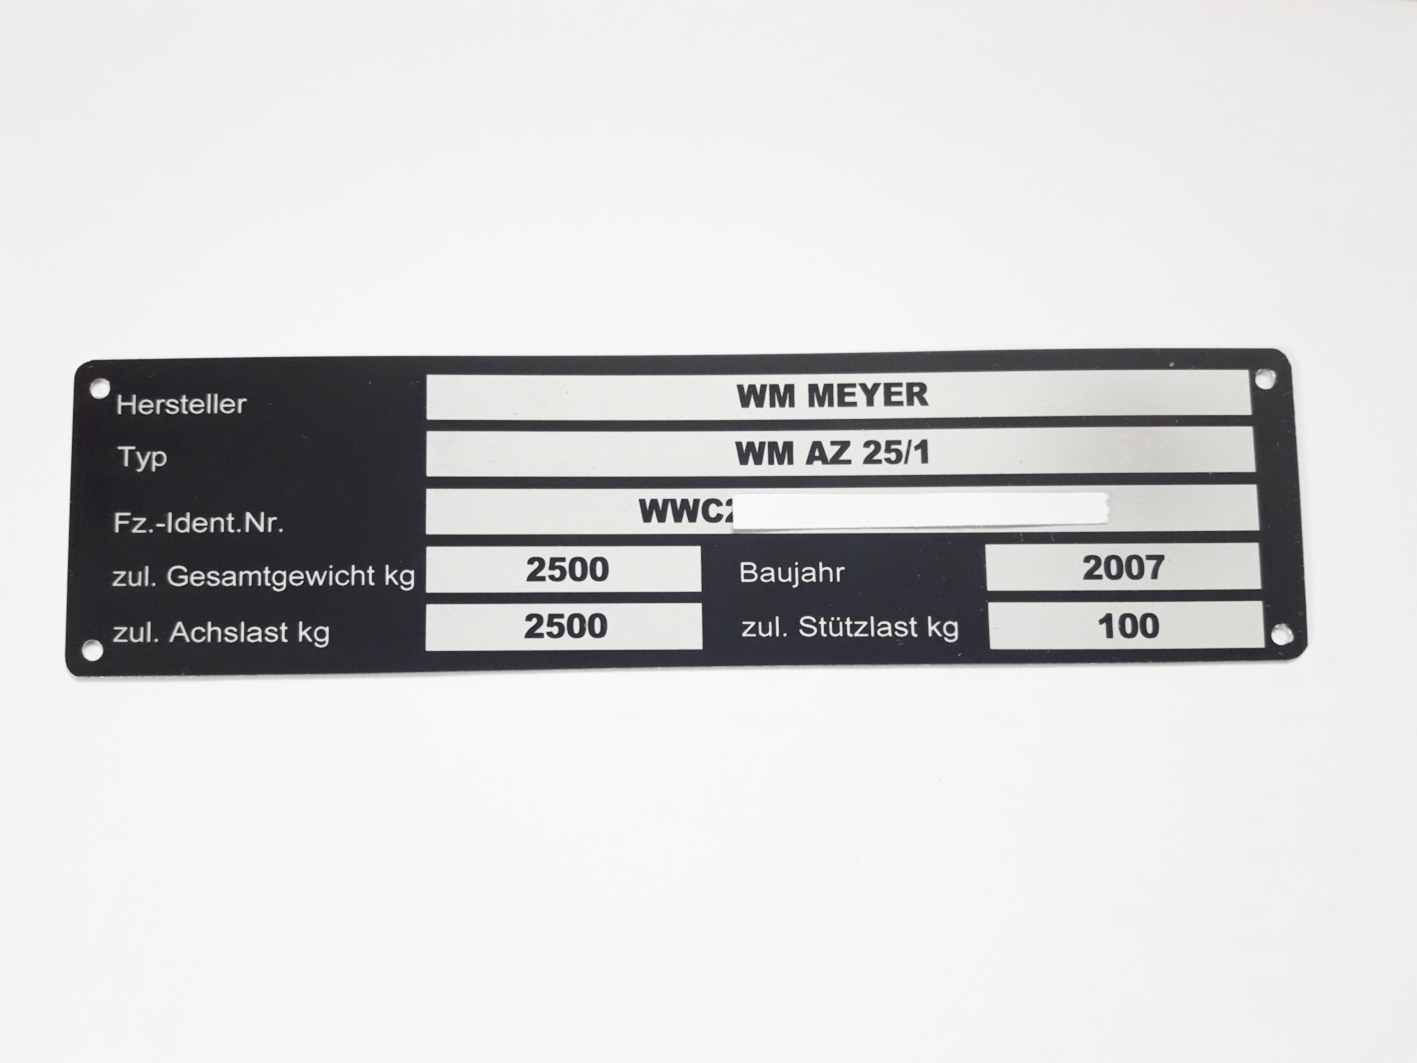 Hersteller WM MEYER
Typ WM AZ 25/1
Fz.-Ident.Nr. WWC
zul. Gesamtgewicht kg 2500 Baujahr 2007
zul. Achslast kg 2500 zul. Stützlast kg 100